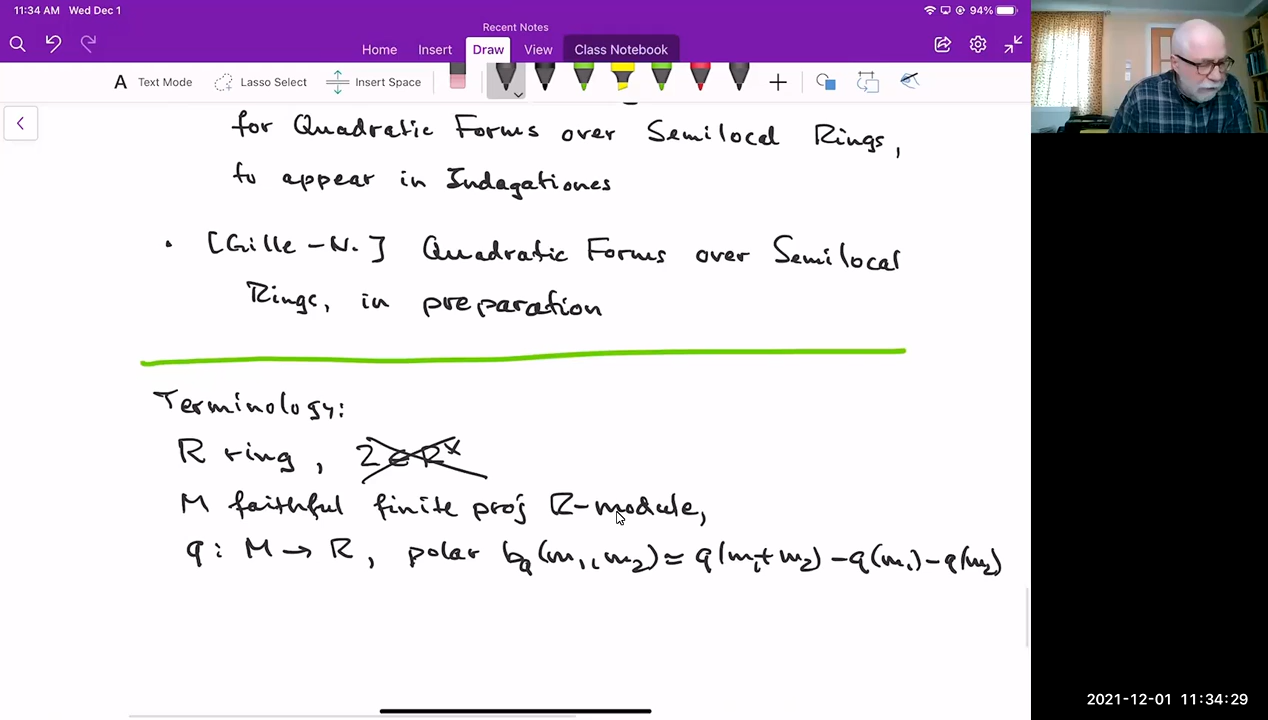 11:34 AM Wed Dec 1
94%
Recent Notes
Home Insert Draw View Class Notebook
A Text Mode Lasso Select Insert Space
for Quadratic Forms over Semilocal Rings,
to appear in Indagationes
· [Gille-N.] Quadratic Forms over Semilocal
Rings, in preparation
Terminology:
R ring, 2 ∈ R^x
M faithful finite proj R-module,
q: M → R, polar b_q(m_1, m_2) = q(m_1+m_2) - q(m_1) - q(m_2)
2021-12-01 11:34:29